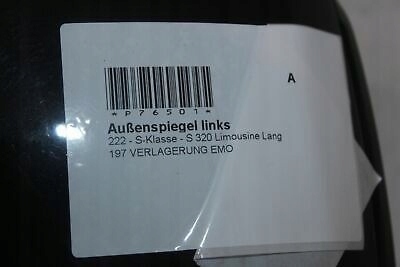 *P76501*
A
Außenspiegel links
222 - S-Klasse - S 320 Limousine Lang
197 VERLAGERUNG EMO